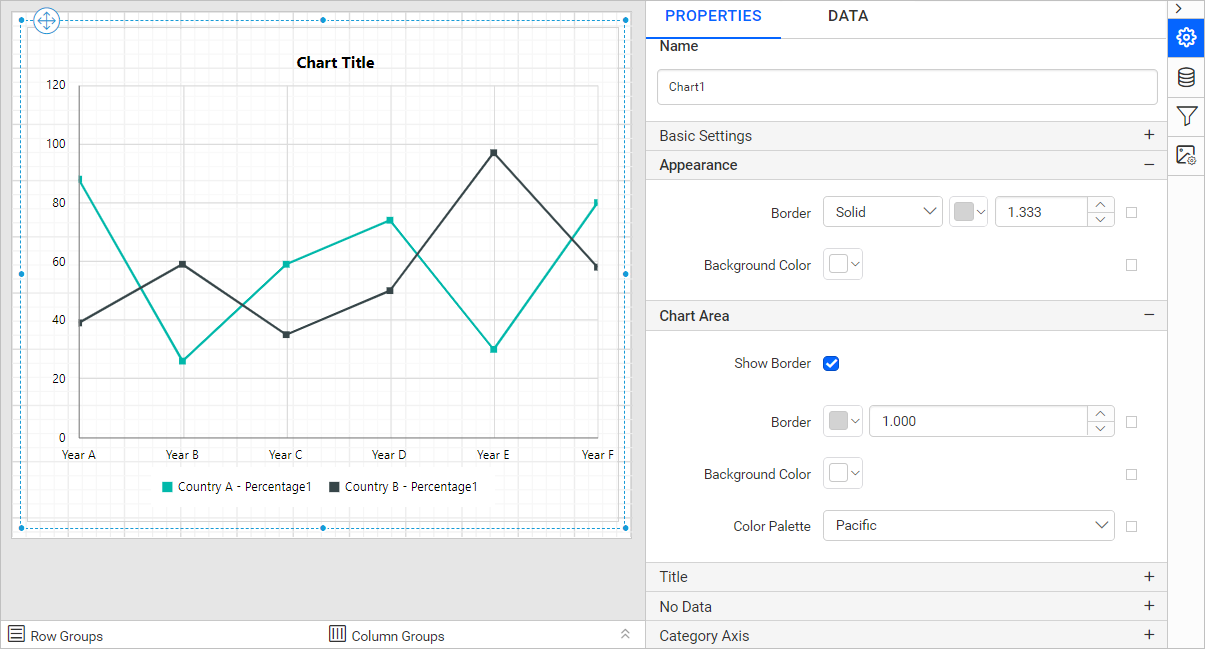 Chart Title
120
100
80
60
40
20
0
Year A Year B Year C Year D Year E Year F
Country A - Percentage1 Country B - Percentage1
Row Groups Column Groups
PROPERTIES DATA
Name
Chart1
Basic Settings +
Appearance −
Border Solid 1.333
Background Color
Chart Area −
Show Border
Border 1.000
Background Color
Color Palette Pacific
Title +
No Data +
Category Axis +